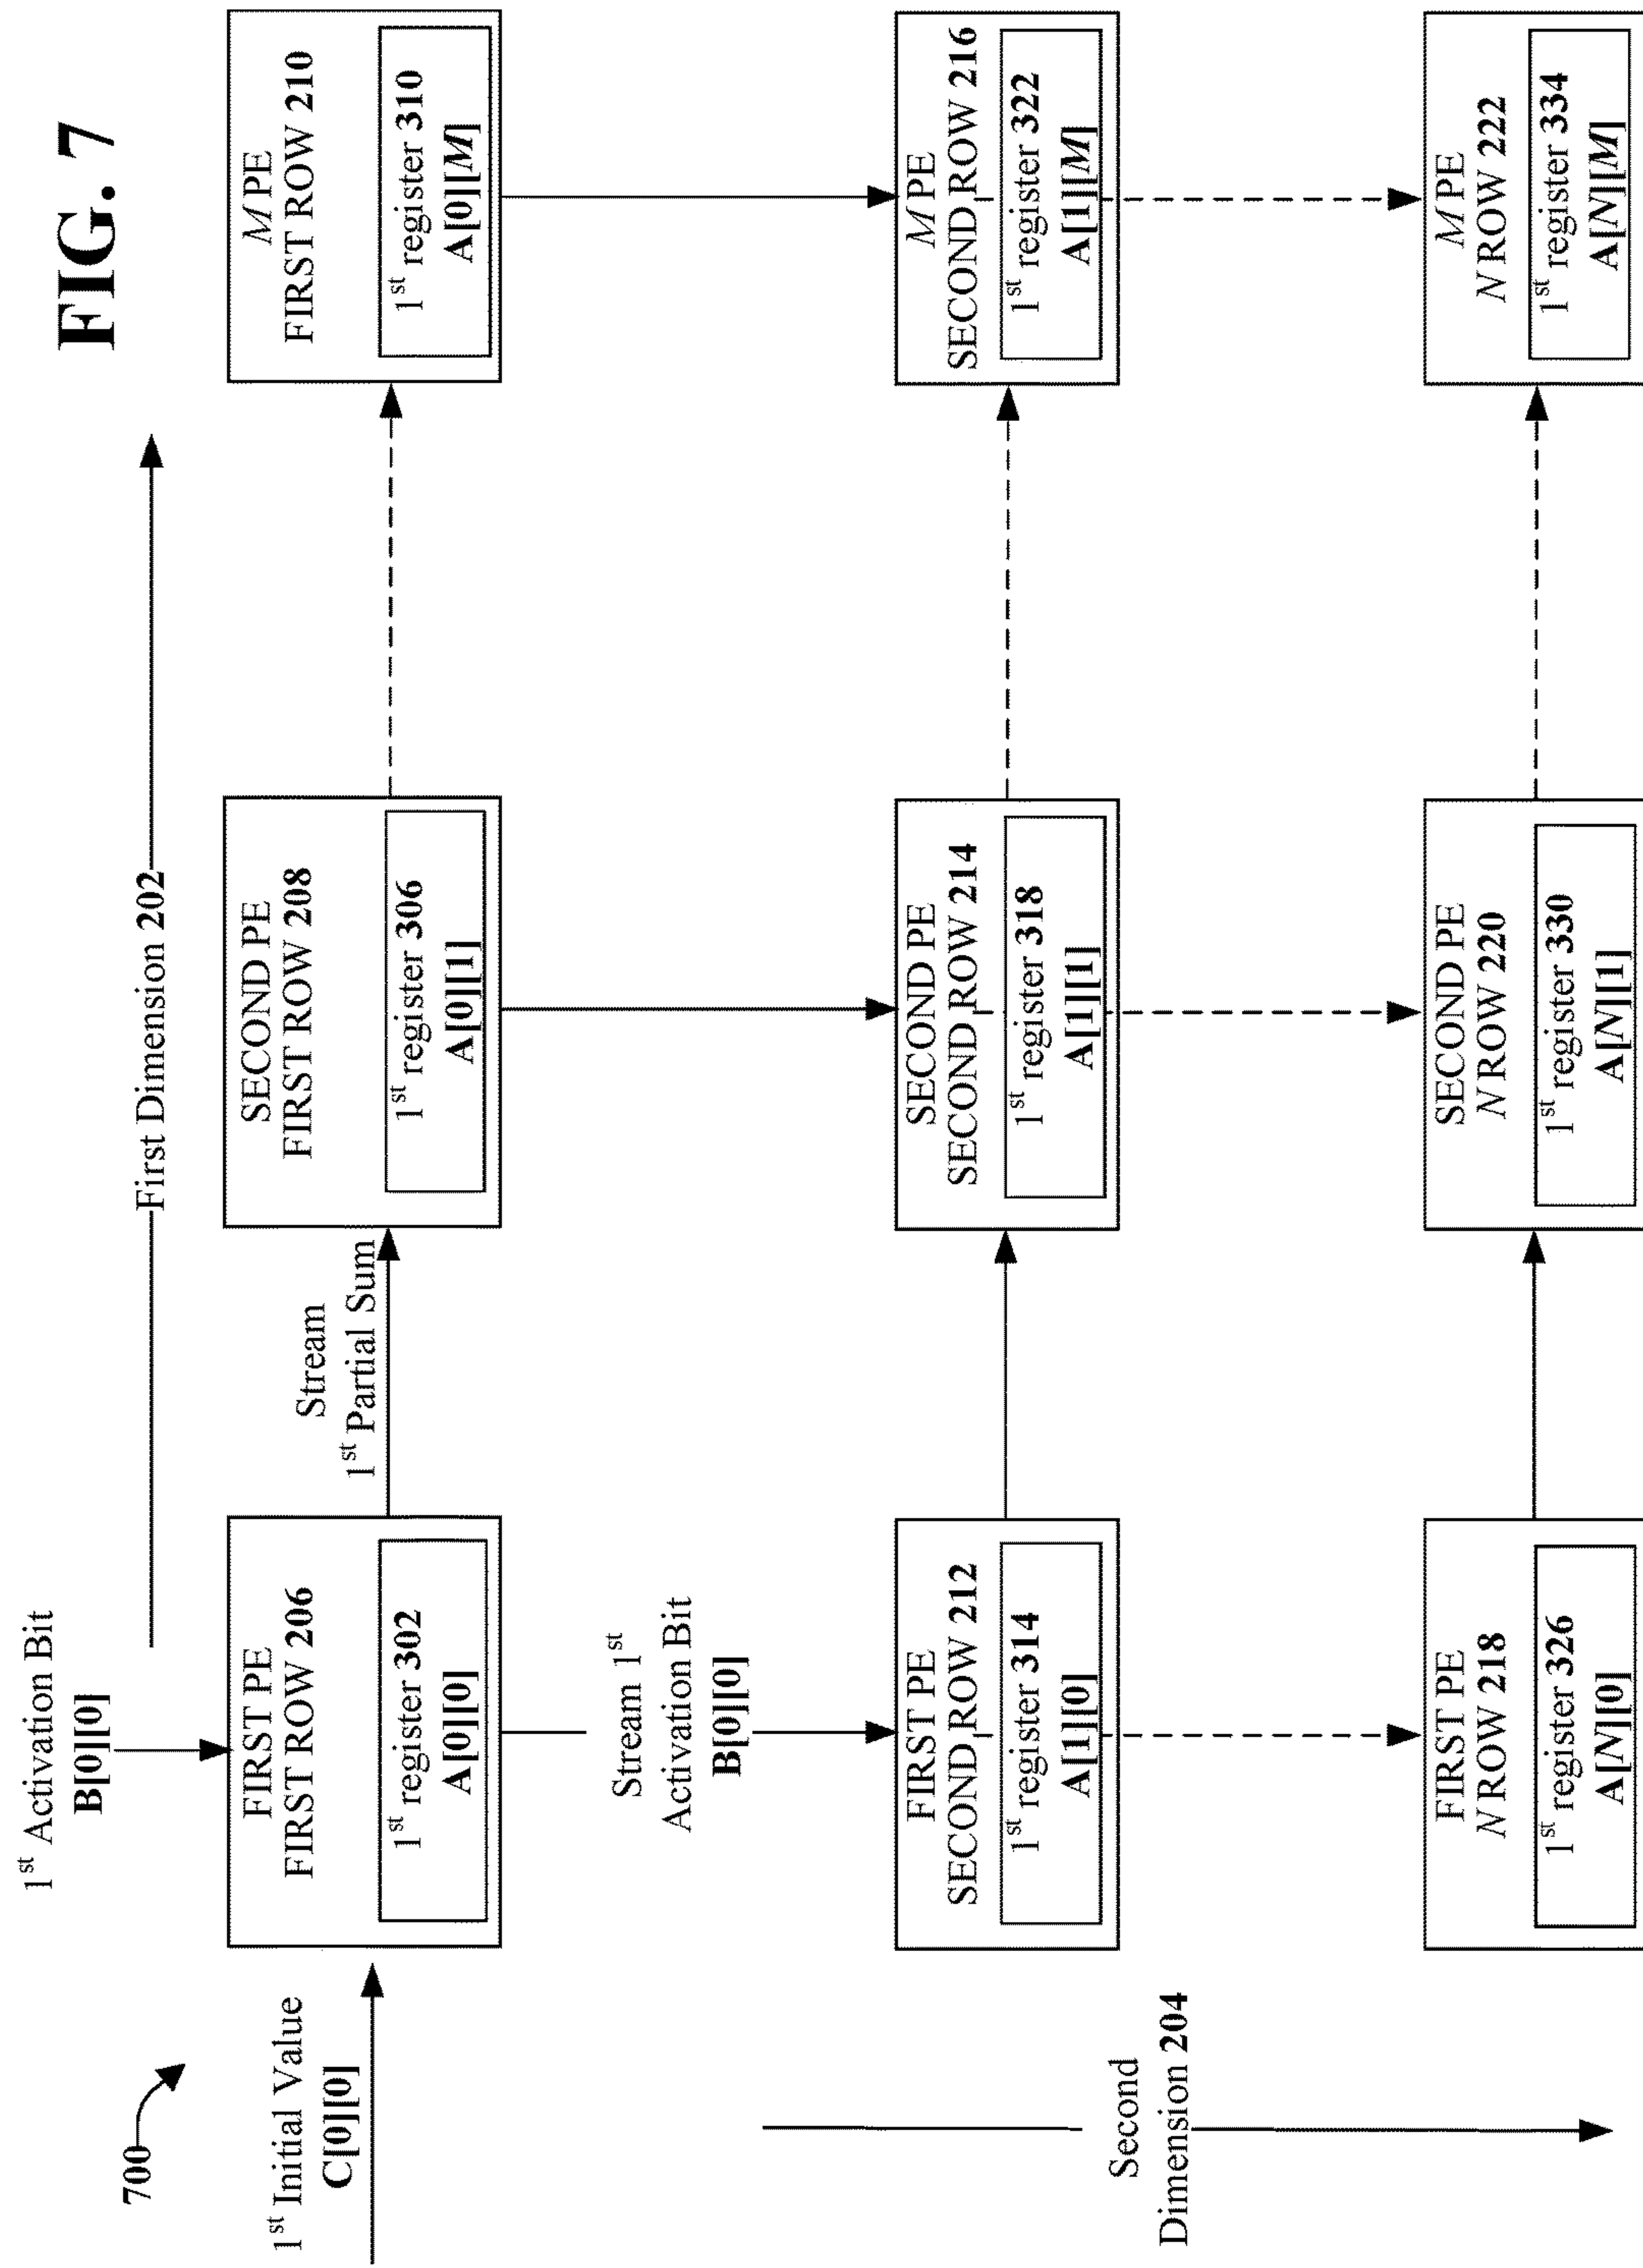 FIG. 7
700
1st Activation Bit
B[0][0]
First Dimension 202
1st Initial Value
C[0][0]
FIRST PE
FIRST ROW 206
1st register 302
A[0][0]
Stream
1st Partial Sum
SECOND PE
FIRST ROW 208
1st register 306
A[0][1]
M PE
FIRST ROW 210
1st register 310
A[0][M]
Stream 1st
Activation Bit
B[0][0]
Second
Dimension 204
FIRST PE
SECOND ROW 212
1st register 314
A[1][0]
SECOND PE
SECOND ROW 214
1st register 318
A[1][1]
M PE
SECOND ROW 216
1st register 322
A[1][M]
FIRST PE
N ROW 218
1st register 326
A[N][0]
SECOND PE
N ROW 220
1st register 330
A[N][1]
M PE
N ROW 222
1st register 334
A[N][M]